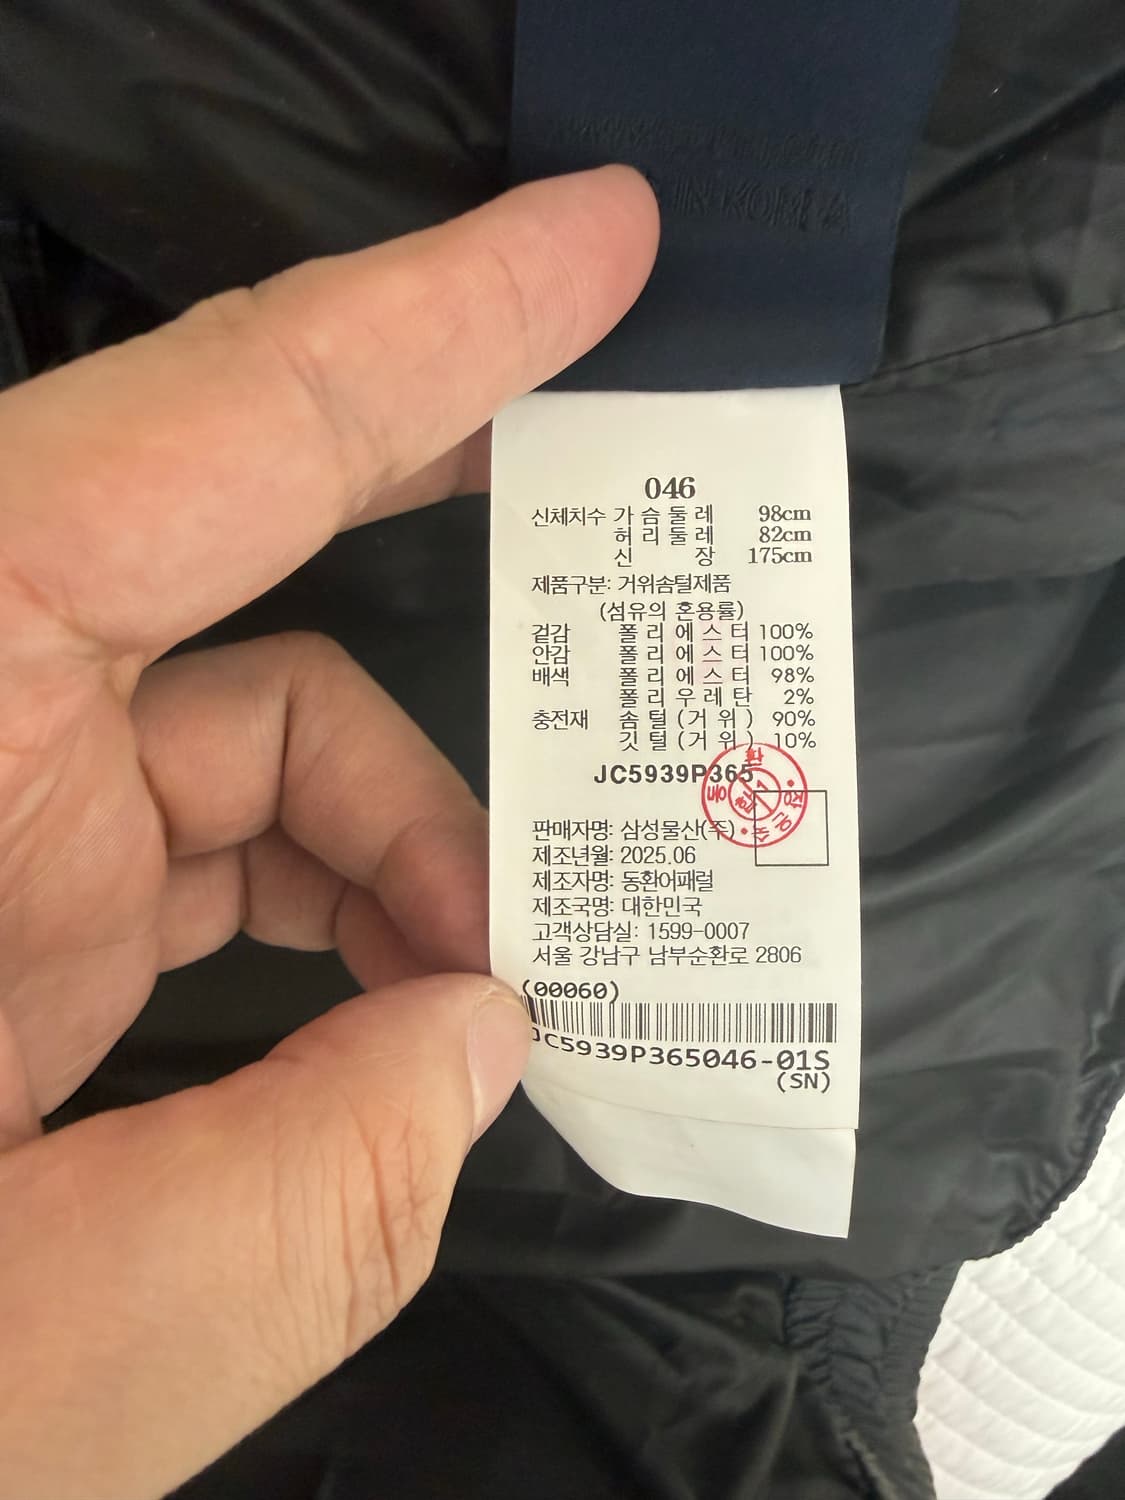 IN KOREA
046
신체치수 가 슴 둘 레 98cm
허 리 둘 레 82cm
신 장 175cm
제품구분: 거위솜털제품
(섬유의 혼용률)
겉감 폴 리 에 스 터 100%
안감 폴 리 에 스 터 100%
배색 폴 리 에 스 터 98%
폴 리 우 레 탄 2%
충전재 솜 털 (거 위) 90%
깃 털 (거 위) 10%
JC5939P365
판매자명: 삼성물산(주)
제조년월: 2025.06
제조자명: 동환어패럴
제조국명: 대한민국
고객상담실: 1599-0007
서울 강남구 남부순환로 2806
(00060)
JC5939P365046-01S
(SN)